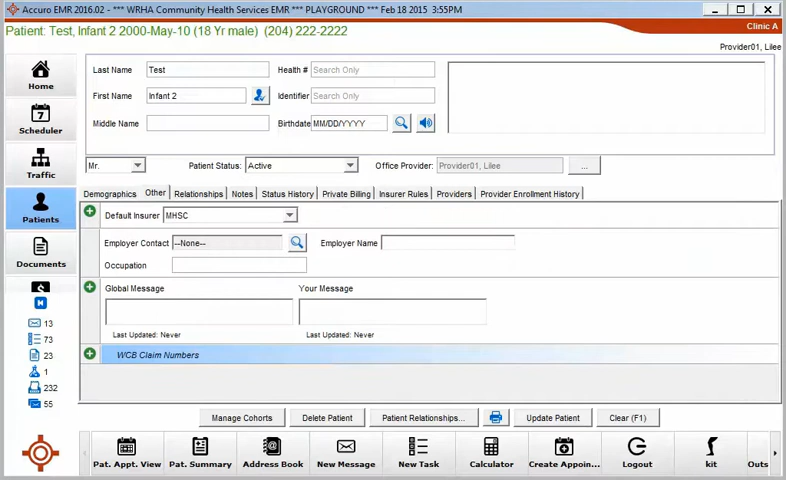 Accuro EMR 2016.02 - *** WRHA Community Health Services EMR *** PLAYGROUND *** Feb 18 2015 3:55PM
Clinic A
Patient: Test, Infant 2 2000-May-10 (18 Yr male) (204) 222-2222
Provider01, Lilee
Home
7
Scheduler
Traffic
Patients
Documents
13
73
23
1
232
55
Last Name Test Health # Search Only
First Name Infant 2 Identifier Search Only
Middle Name Birthdate MM/DD/YYYY
Mr. Patient Status: Active Office Provider: Provider01, Lilee ...
Demographics Other Relationships Notes Status History Private Billing Insurer Rules Providers Provider Enrollment History
Default Insurer MHSC
Employer Contact --None-- Employer Name
Occupation
Global Message Your Message
Last Updated: Never Last Updated: Never
WCB Claim Numbers
Manage Cohorts Delete Patient Patient Relationships... Update Patient Clear (F1)
Pat. Appt. View Pat. Summary Address Book New Message New Task Calculator Create Appoin... Logout kit Outs